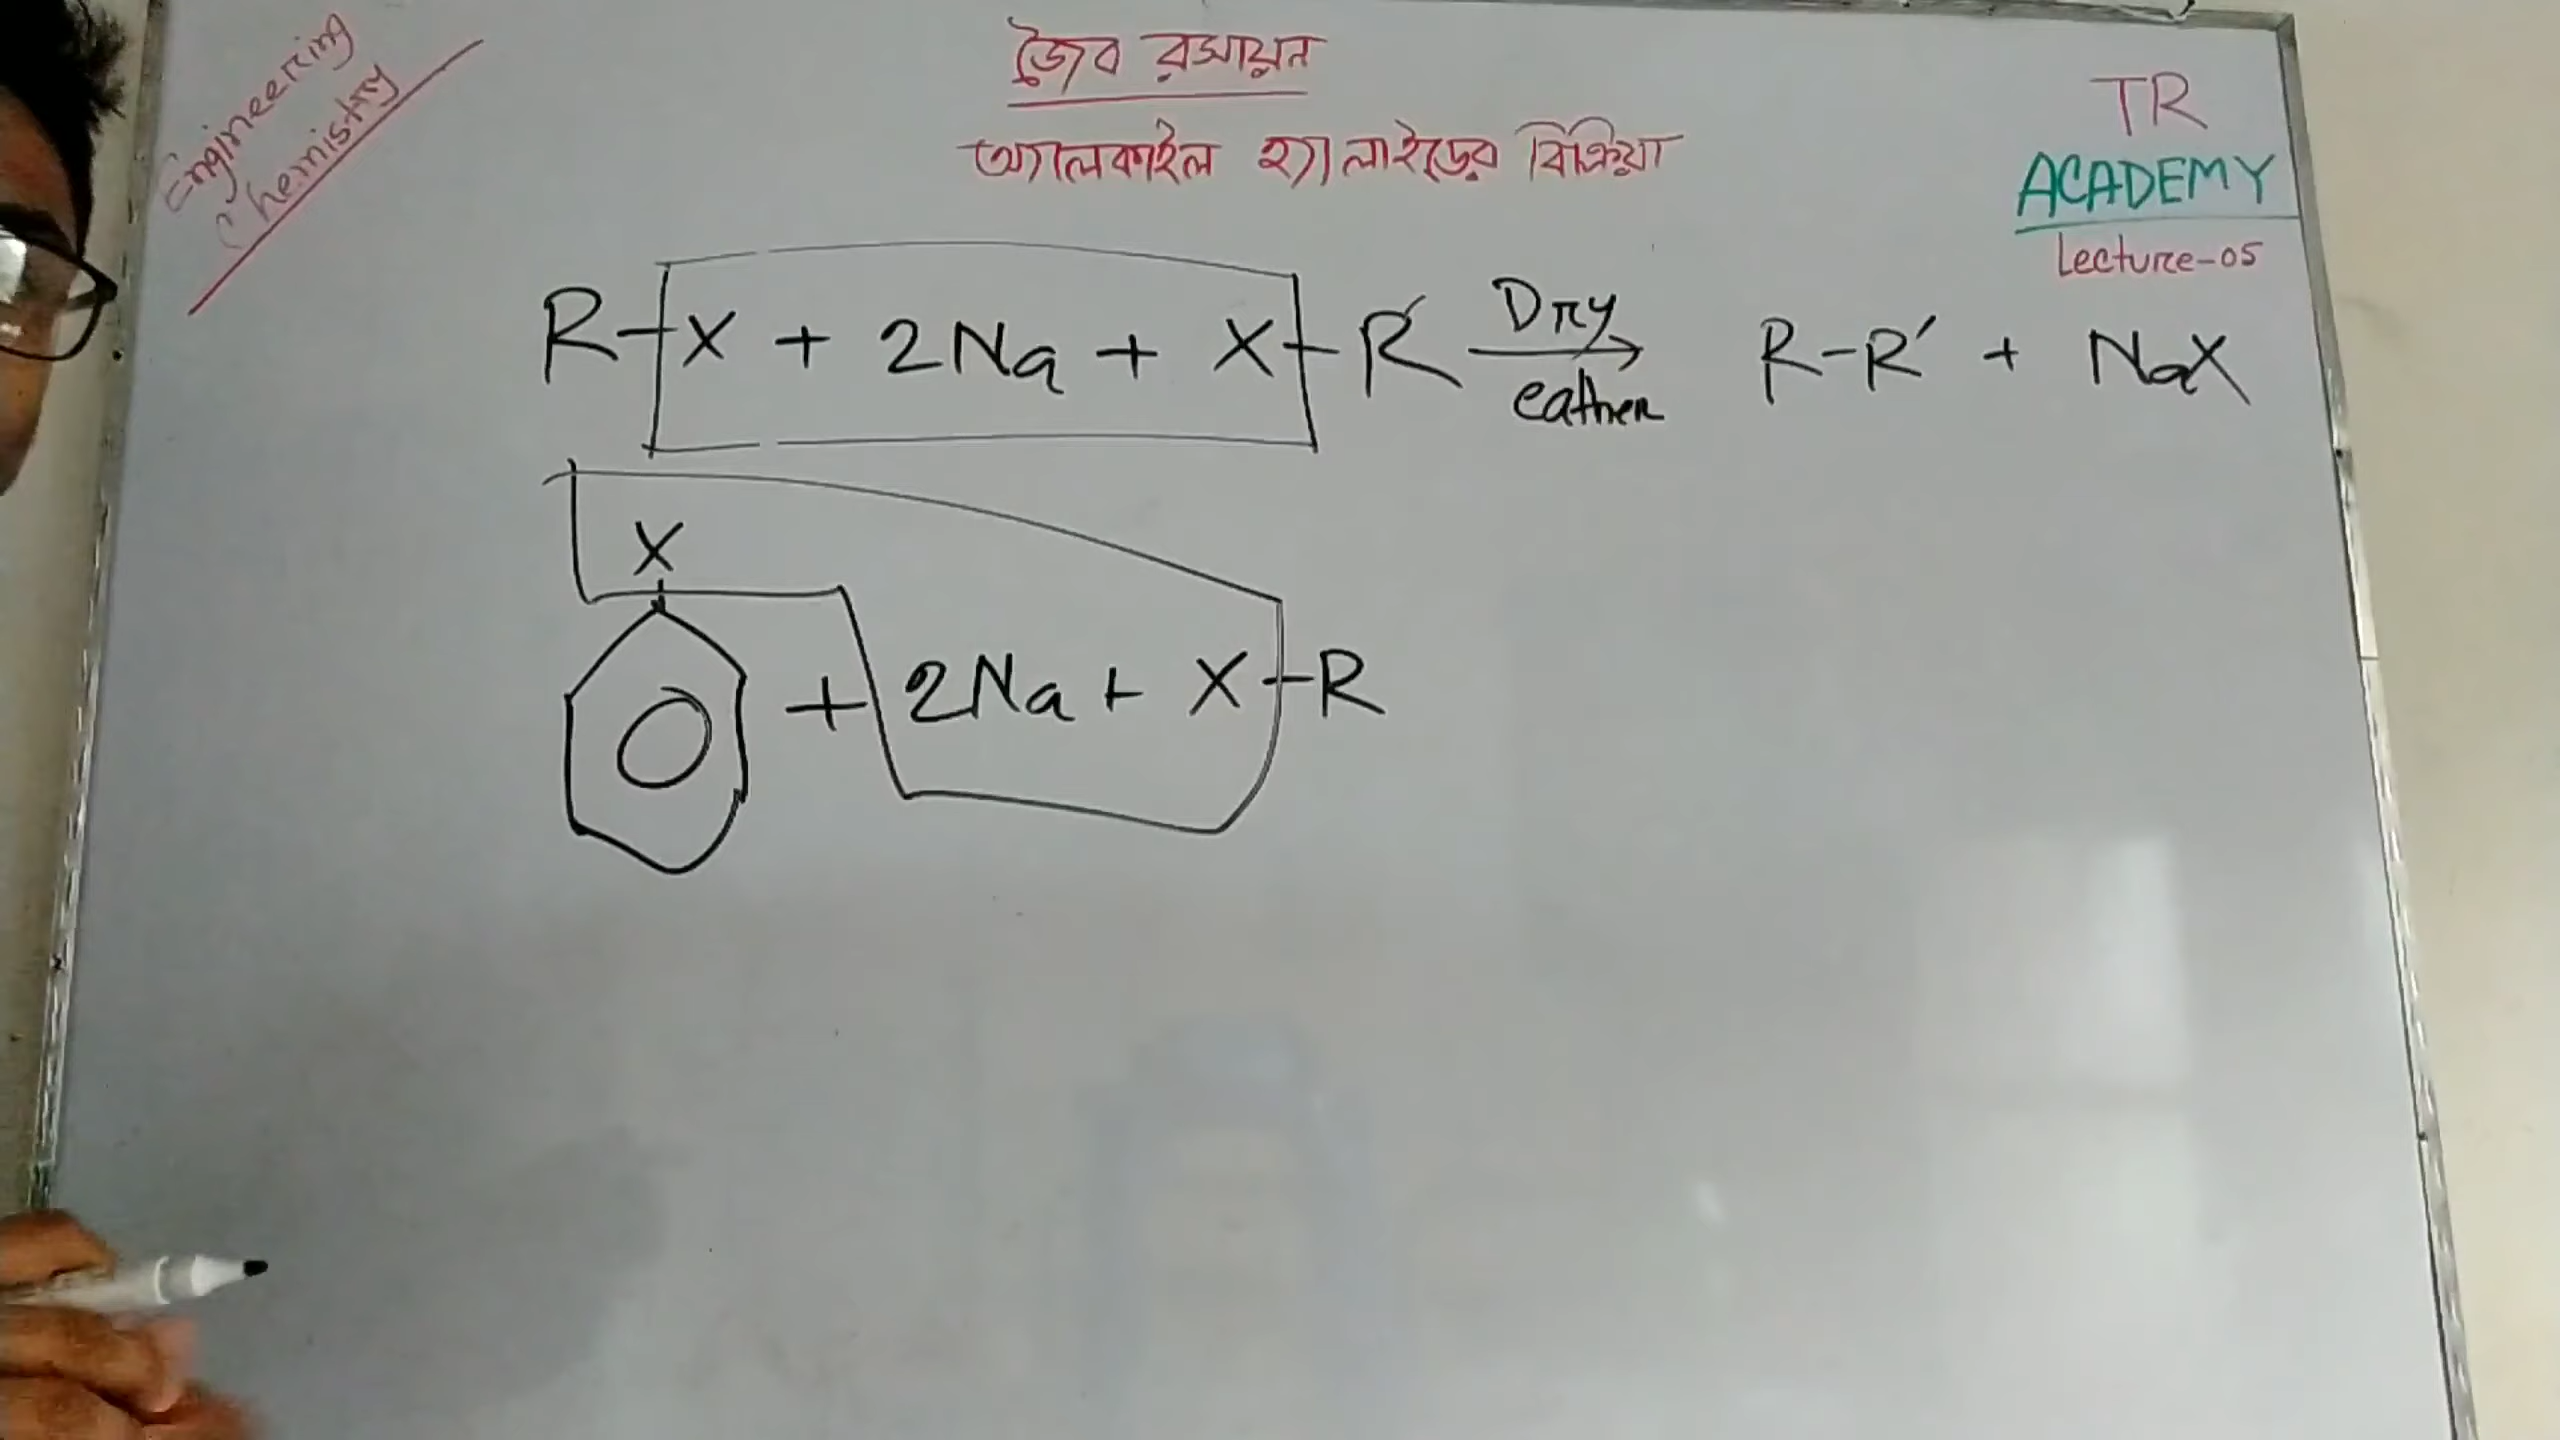 Engineering
Chemistry
জৈব রসায়ন
অ্যালকাইল হ্যালাইডের বিক্রিয়া
TR
ACADEMY
Lecture-05
R-X + 2Na + X-R′ Dry eather → R-R′ + NaX
X
+ 2Na + X-R